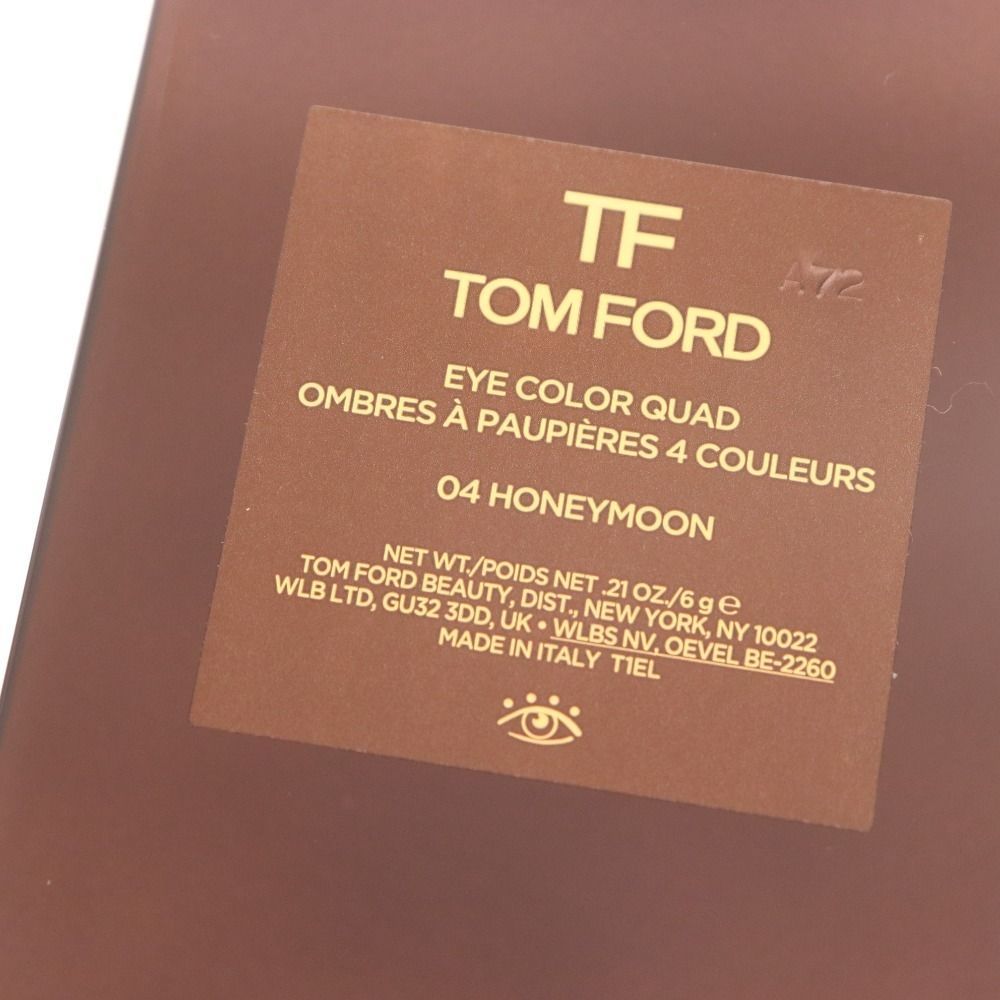 TF
A72
TOM FORD
EYE COLOR QUAD
OMBRES À PAUPIÈRES 4 COULEURS
04 HONEYMOON
NET WT./POIDS NET .21 OZ./6 g ℮
TOM FORD BEAUTY, DIST., NEW YORK, NY 10022
WLB LTD, GU32 3DD, UK • WLBS NV, OEVEL BE-2260
MADE IN ITALY T1EL